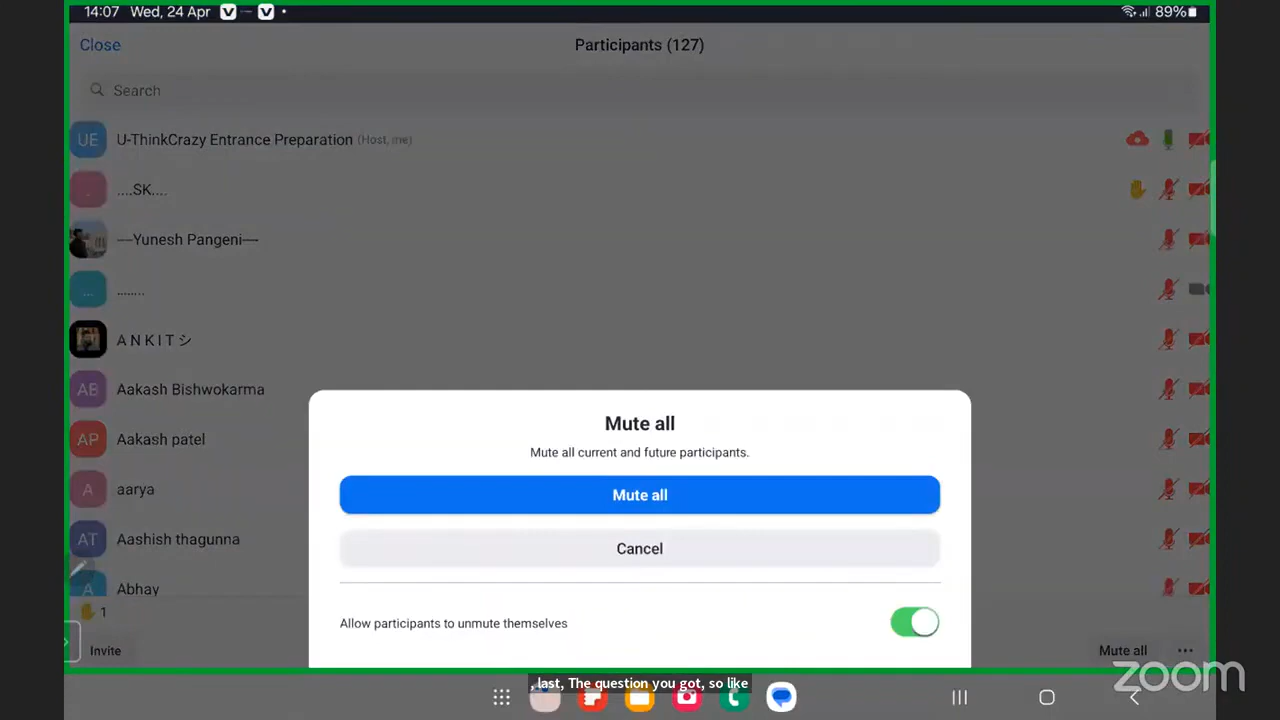 14:07 Wed, 24 Apr
89%
Close
Participants (127)
Search
UE U-ThinkCrazy Entrance Preparation (Host, me)
. ....SK....
----Yunesh Pangeni----
... ........
A N K I T シ
AB Aakash Bishwokarma
AP Aakash patel
A aarya
AT Aashish thagunna
A Abhay
1
Invite
Mute all
Mute all current and future participants.
Mute all
Cancel
Allow participants to unmute themselves
Mute all
, last, The question you got, so like
zoom